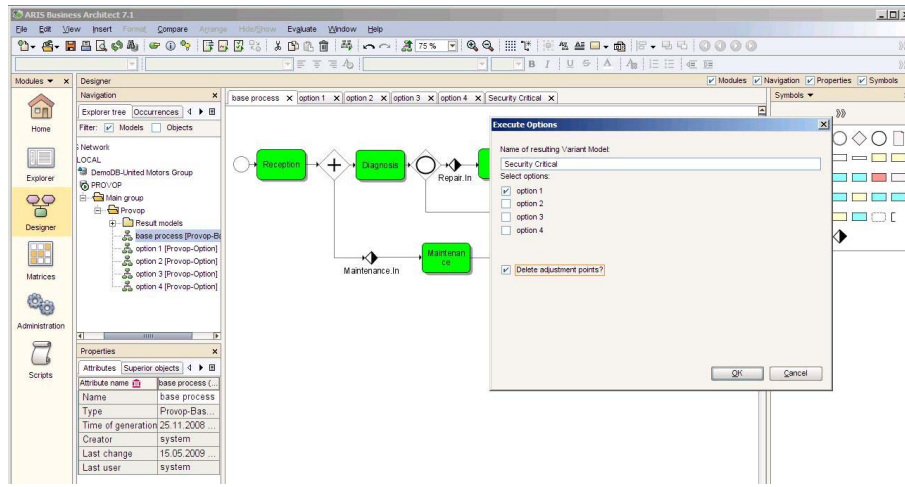 ARIS Business Architect 7.1
File Edit View Insert Format Compare Arrange Hide/Show Evaluate Window Help
75 %
B I U S A
Modules Designer Modules Navigation Properties Symbols
Navigation
Explorer tree Occurrences
Filter: Models Objects
Network
LOCAL
DemoDB-United Motors Group
PROVOP
Main group
Provop
Result models
base process [Provop-B
option 1 [Provop-Option]
option 2 [Provop-Option]
option 3 [Provop-Option]
option 4 [Provop-Option]
Home
Explorer
Designer
Matrices
Administration
Scripts
Properties
Attributes Superior objects
Attribute name base process (...
Name base process
Type Provop-Bas...
Time of generation 25.11.2008 ...
Creator system
Last change 15.05.2009 ...
Last user system
base process option 1 option 2 option 3 option 4 Security Critical
Reception
Diagnosis
Repair.In
Maintenance.In
Maintenan
ce
Execute Options
Name of resulting Variant Model:
Security Critical
Select options:
option 1
option 2
option 3
option 4
Delete adjustment points?
OK Cancel
Symbols